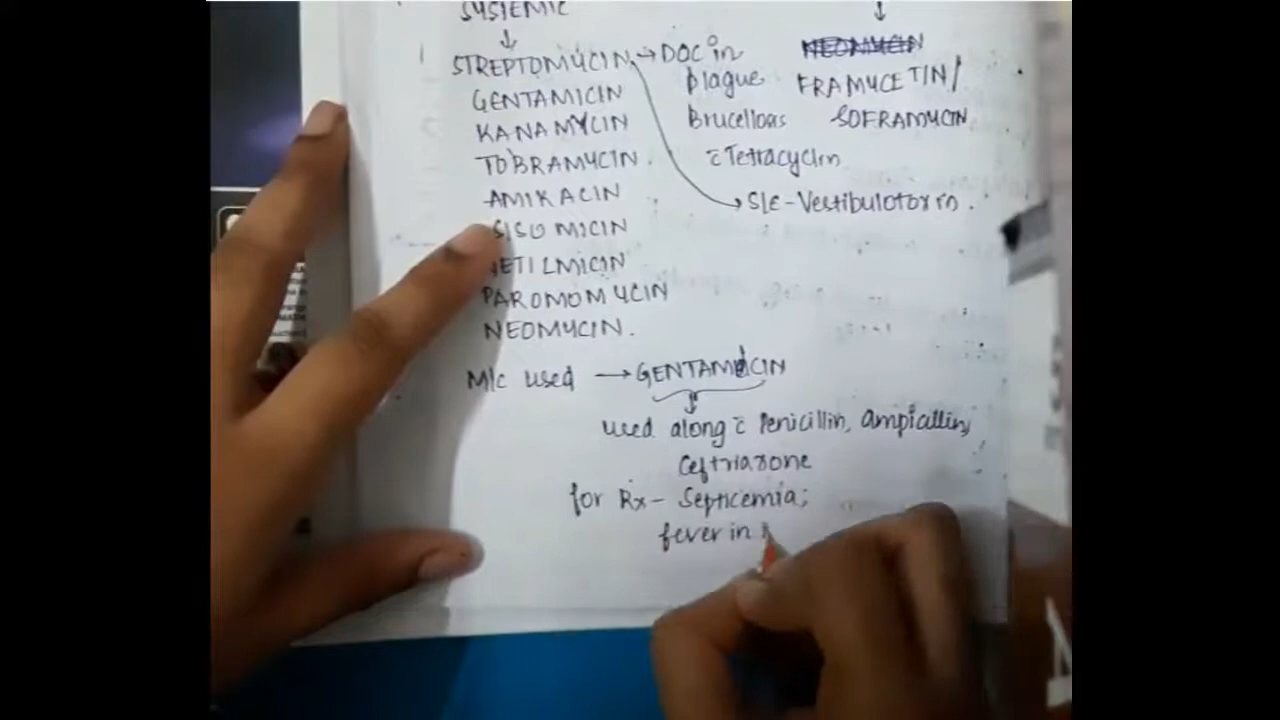 SYSTEMIC
STREPTOMYCIN → DOC in
plague
Brucellosis
c̄ Tetracyclin
S/E - Vestibulotoxin.
GENTAMICIN
KANAMYCIN
TOBRAMYCIN.
AMIKACIN
SISOMICIN
NETILMICIN
PAROMOMYCIN
NEOMYCIN.
NEOMYCIN
FRAMYCETIN/
SOFRAMYCIN
M/c used → GENTAMICIN
used along c̄ Penicillin, Ampicillin,
Ceftriaxone
for Rx - Septicemia;
fever in